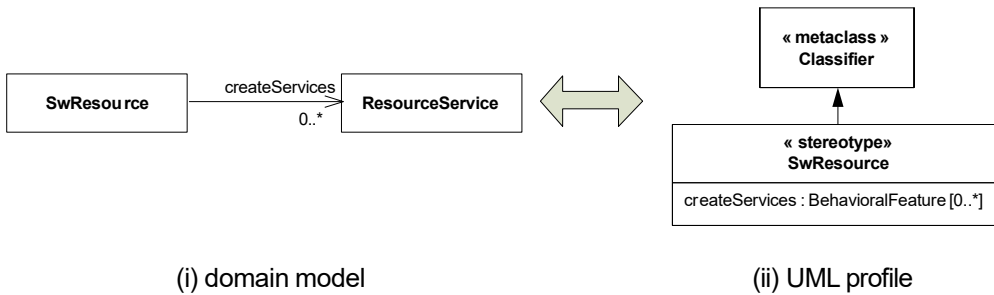 « metaclass »
Classifier
createServices
SwResource
ResourceService
0..*
« stereotype»
SwResource
createServices : BehavioralFeature [0..*]
(i) domain model
(ii) UML profile